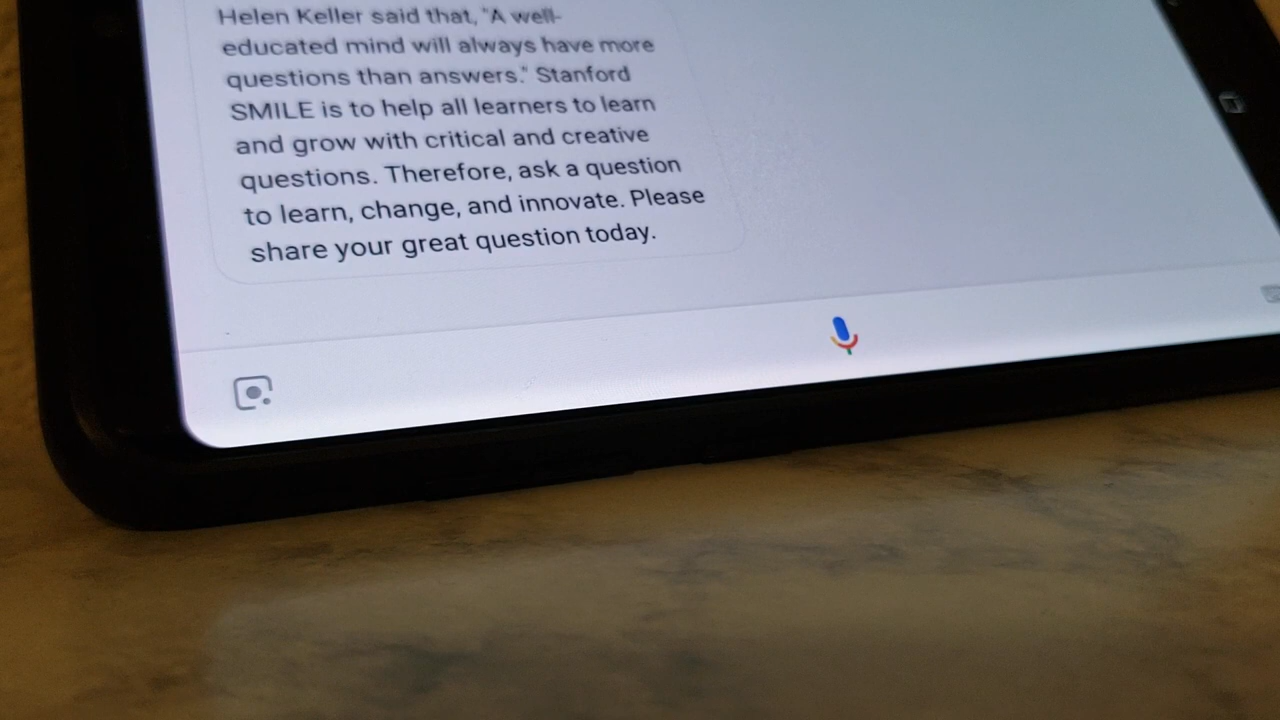 Helen Keller said that, "A well-
educated mind will always have more
questions than answers." Stanford
SMILE is to help all learners to learn
and grow with critical and creative
questions. Therefore, ask a question
to learn, change, and innovate. Please
share your great question today.